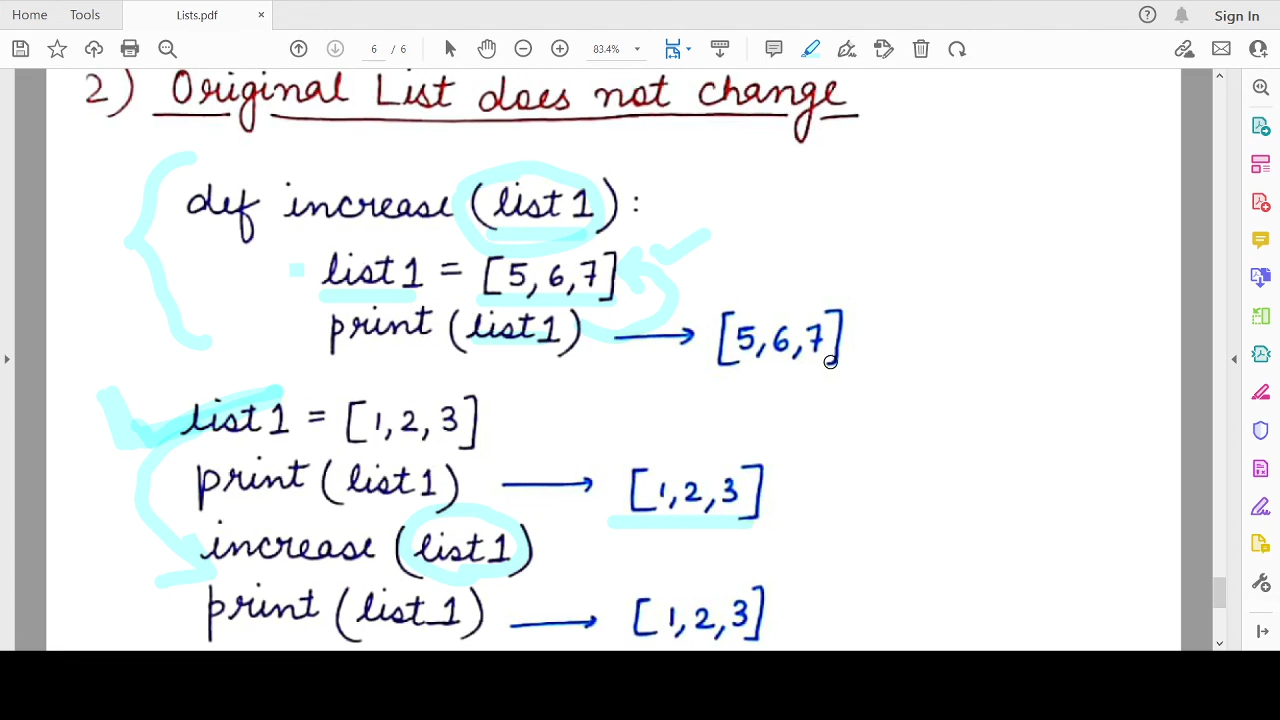 Home Tools Lists.pdf × Sign In
6 / 6 83.4%
2) Original List does not change
def increase (list1):
list1 = [5,6,7]
print (list1) → [5,6,7]
list1 = [1,2,3]
print (list1) → [1,2,3]
increase (list1)
print (list_1) → [1,2,3]